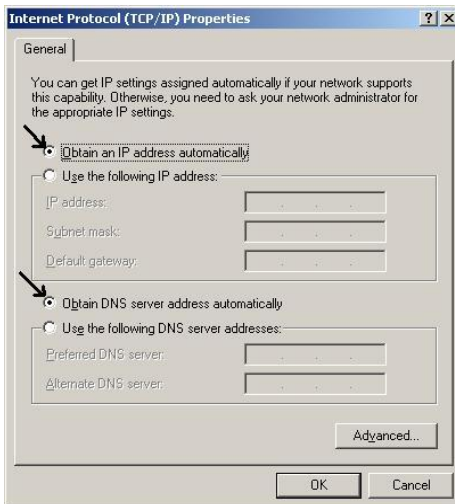 Internet Protocol (TCP/IP) Properties
General
You can get IP settings assigned automatically if your network supports
this capability. Otherwise, you need to ask your network administrator for
the appropriate IP settings.
Obtain an IP address automatically
Use the following IP address:
IP address:
Subnet mask:
Default gateway:
Obtain DNS server address automatically
Use the following DNS server addresses:
Preferred DNS server:
Alternate DNS server:
Advanced...
OK Cancel